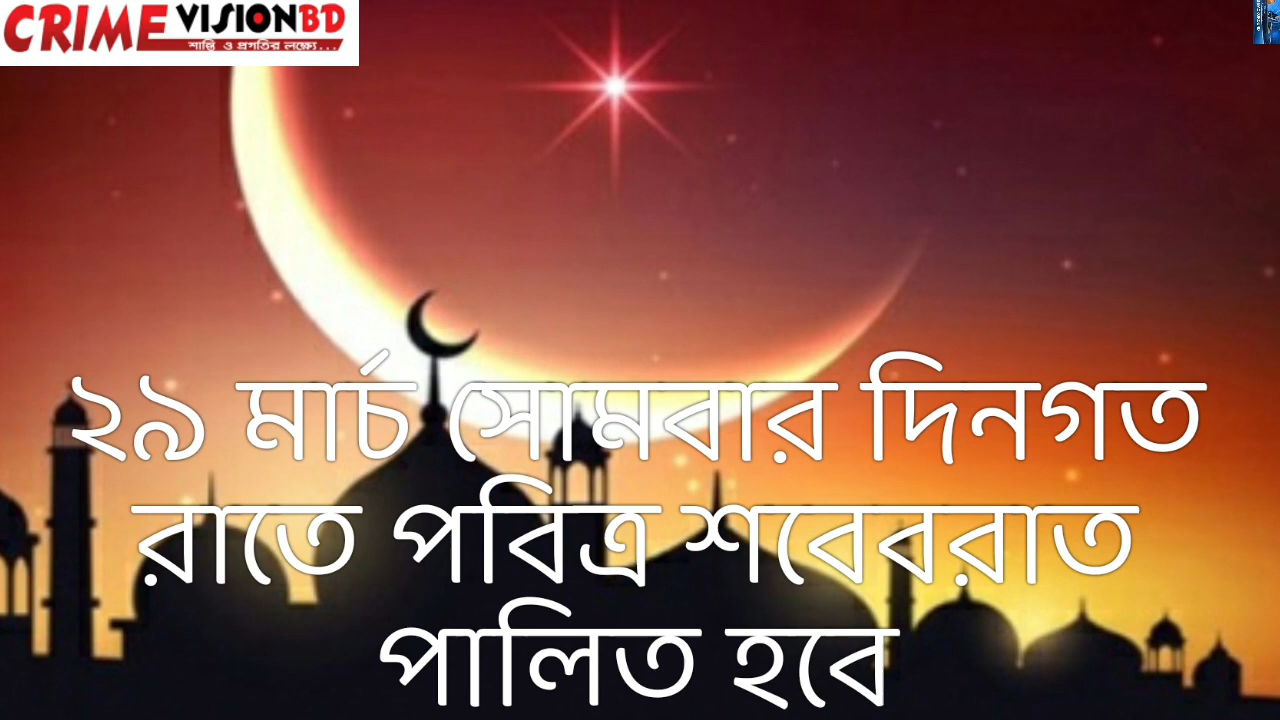 CRIME VISIONBD
শান্তি ও প্রগতির লক্ষ্যে...
২৯ মার্চ সোমবার দিনগত
রাতে পবিত্র শবেবরাত
পালিত হবে